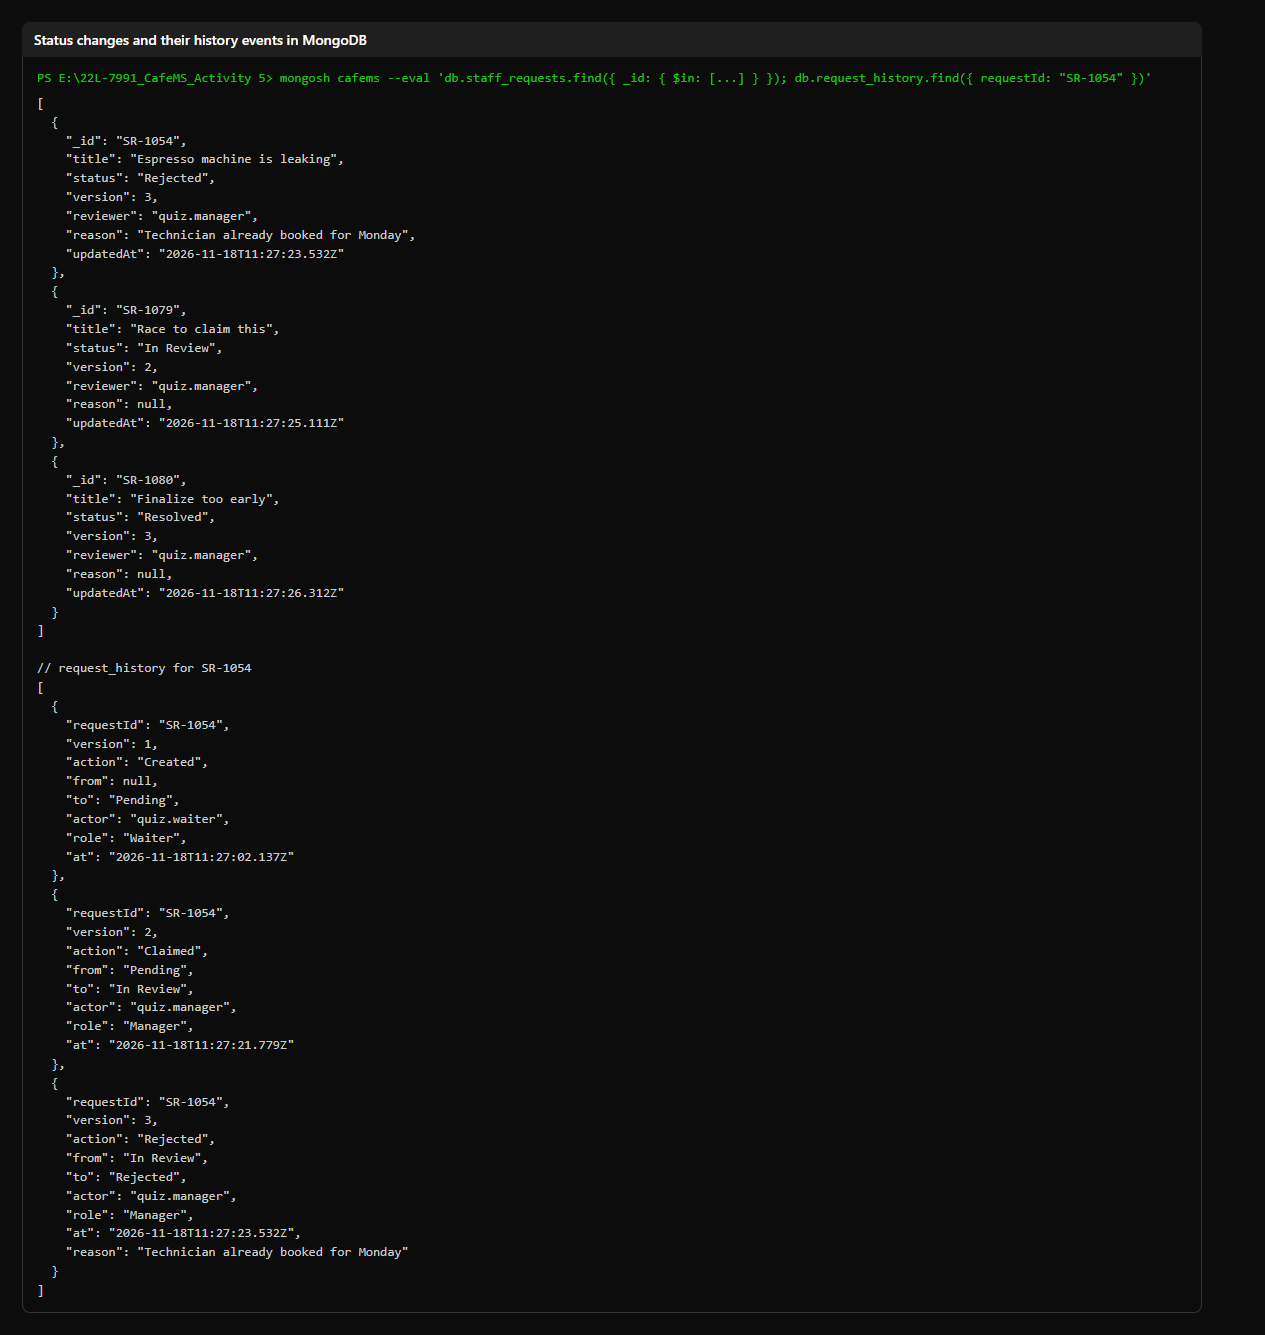 Status changes and their history events in MongoDB
PS E:\22L-7991_CafeMS_Activity 5> mongosh cafems --eval 'db.staff_requests.find({ _id: { $in: [...] } }); db.request_history.find({ requestId: "SR-1054" })'
[
  {
    "_id": "SR-1054",
    "title": "Espresso machine is leaking",
    "status": "Rejected",
    "version": 3,
    "reviewer": "quiz.manager",
    "reason": "Technician already booked for Monday",
    "updatedAt": "2026-11-18T11:27:23.532Z"
  },
  {
    "_id": "SR-1079",
    "title": "Race to claim this",
    "status": "In Review",
    "version": 2,
    "reviewer": "quiz.manager",
    "reason": null,
    "updatedAt": "2026-11-18T11:27:25.111Z"
  },
  {
    "_id": "SR-1080",
    "title": "Finalize too early",
    "status": "Resolved",
    "version": 3,
    "reviewer": "quiz.manager",
    "reason": null,
    "updatedAt": "2026-11-18T11:27:26.312Z"
  }
]
// request_history for SR-1054
[
  {
    "requestId": "SR-1054",
    "version": 1,
    "action": "Created",
    "from": null,
    "to": "Pending",
    "actor": "quiz.waiter",
    "role": "Waiter",
    "at": "2026-11-18T11:27:02.137Z"
  },
  {
    "requestId": "SR-1054",
    "version": 2,
    "action": "Claimed",
    "from": "Pending",
    "to": "In Review",
    "actor": "quiz.manager",
    "role": "Manager",
    "at": "2026-11-18T11:27:21.779Z"
  },
  {
    "requestId": "SR-1054",
    "version": 3,
    "action": "Rejected",
    "from": "In Review",
    "to": "Rejected",
    "actor": "quiz.manager",
    "role": "Manager",
    "at": "2026-11-18T11:27:23.532Z",
    "reason": "Technician already booked for Monday"
  }
]